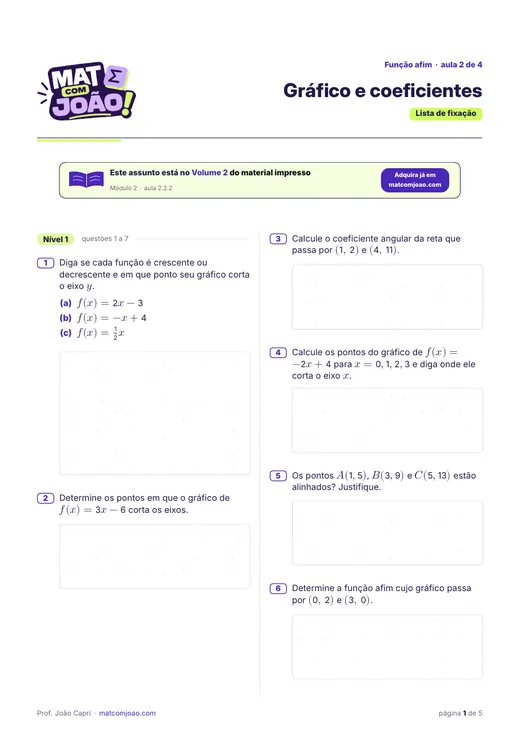 MAT Σ
COM
JOÃO!
Função afim · aula 2 de 4
Gráfico e coeficientes
Lista de fixação
Este assunto está no Volume 2 do material impresso
Módulo 2 · aula 2.2.2
Adquira já em
matcomjoao.com
Nível 1 questões 1 a 7
1 Diga se cada função é crescente ou
decrescente e em que ponto seu gráfico corta
o eixo y.
(a) f(x) = 2x − 3
(b) f(x) = −x + 4
(c) f(x) = ½x
2 Determine os pontos em que o gráfico de
f(x) = 3x − 6 corta os eixos.
3 Calcule o coeficiente angular da reta que
passa por (1, 2) e (4, 11).
4 Calcule os pontos do gráfico de f(x) =
−2x + 4 para x = 0, 1, 2, 3 e diga onde ele
corta o eixo x.
5 Os pontos A(1, 5), B(3, 9) e C(5, 13) estão
alinhados? Justifique.
6 Determine a função afim cujo gráfico passa
por (0, 2) e (3, 0).
Prof. João Capri · matcomjoao.com
página 1 de 5